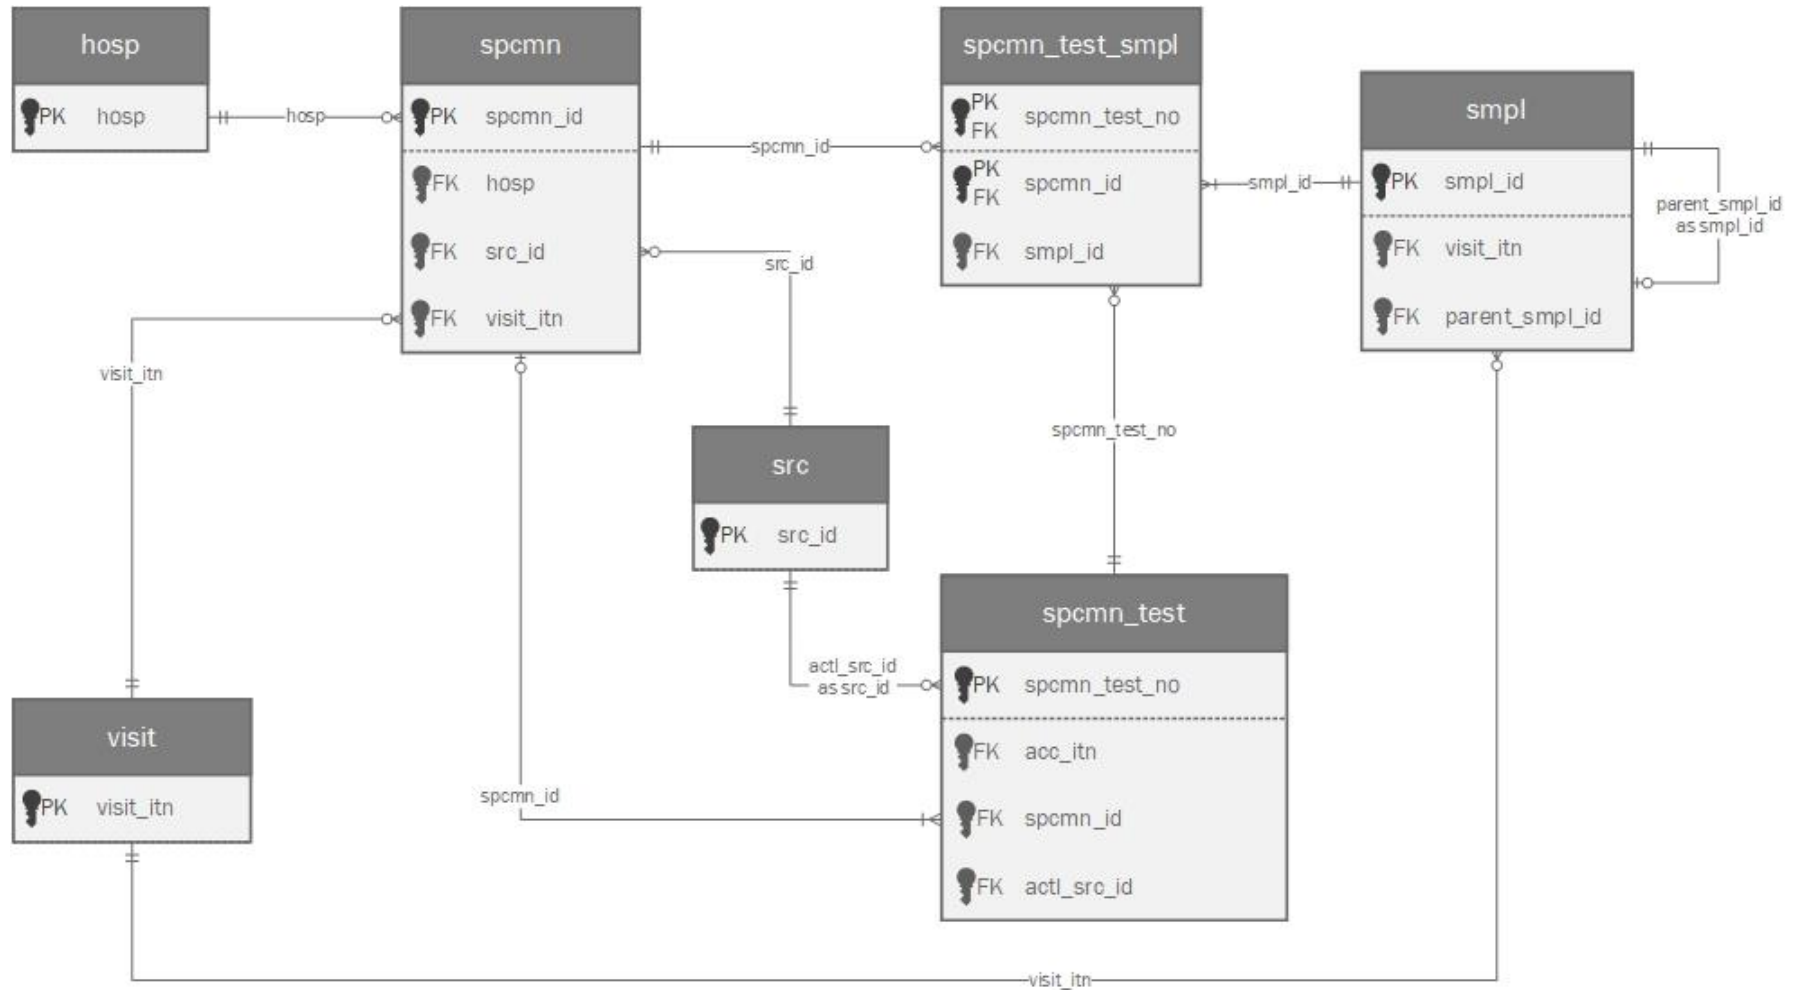 hosp
PK hosp
hosp
spcmn
PK spcmn_id
FK hosp
FK src_id
FK visit_itn
spcmn_id
spcmn_test_smpl
PK
FK
spcmn_test_no
PK
FK
spcmn_id
FK smpl_id
smpl_id
smpl
PK smpl_id
FK visit_itn
FK parent_smpl_id
parent_smpl_id
as smpl_id
src_id
visit_itn
src
PK src_id
spcmn_test_no
actl_src_id
as src_id
spcmn_test
PK spcmn_test_no
FK acc_itn
FK spcmn_id
FK actl_src_id
visit
PK visit_itn
spcmn_id
visit_itn